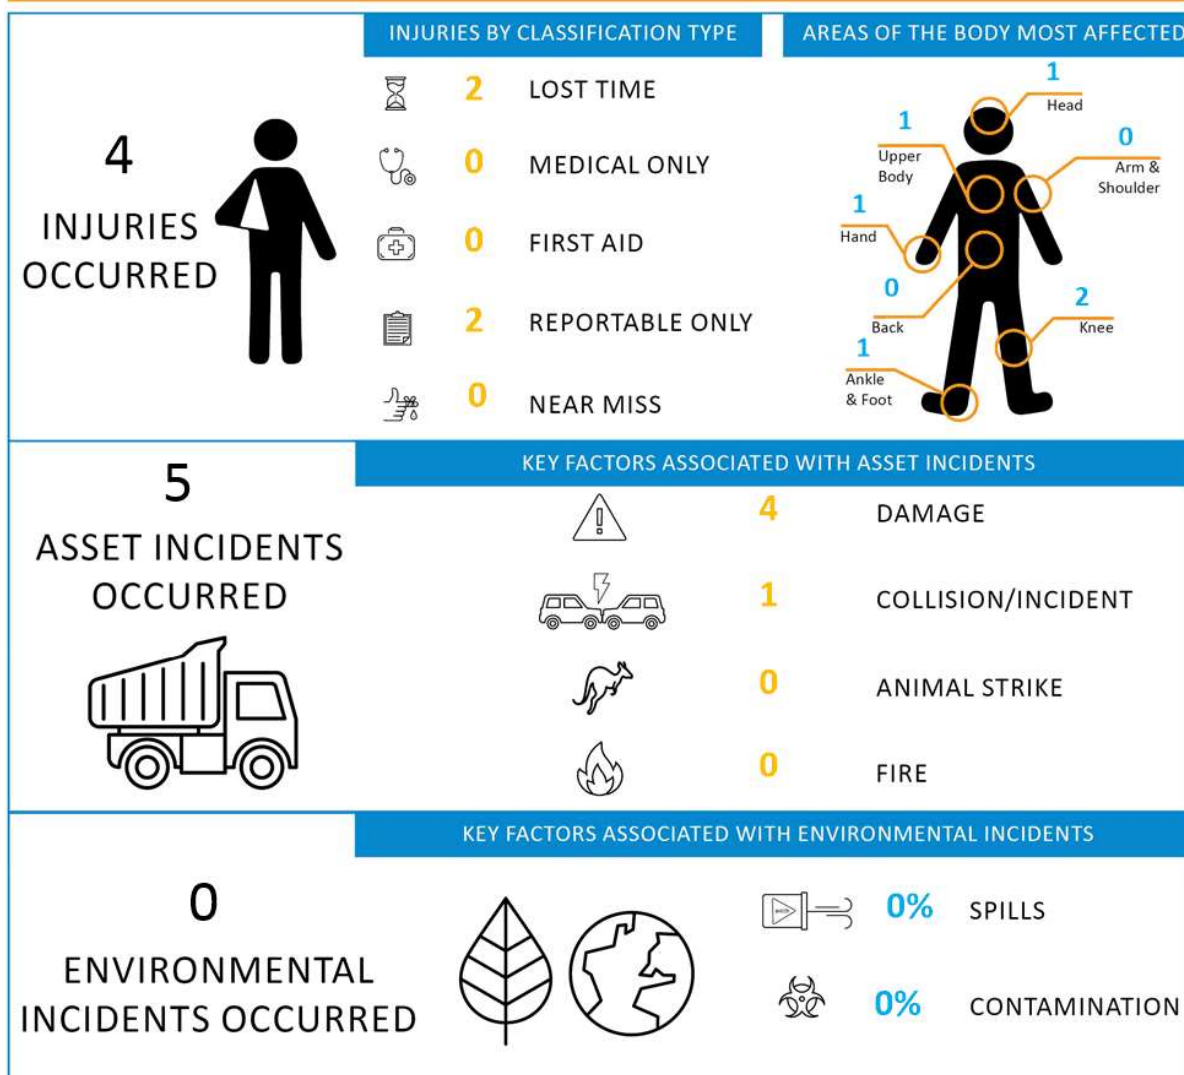 INJURIES BY CLASSIFICATION TYPE
AREAS OF THE BODY MOST AFFECTED
4
INJURIES
OCCURRED
2 LOST TIME
0 MEDICAL ONLY
0 FIRST AID
2 REPORTABLE ONLY
0 NEAR MISS
1
Head
1
Upper
Body
0
Arm &
Shoulder
1
Hand
0
Back
2
Knee
1
Ankle
& Foot
5
ASSET INCIDENTS
OCCURRED
KEY FACTORS ASSOCIATED WITH ASSET INCIDENTS
4 DAMAGE
1 COLLISION/INCIDENT
0 ANIMAL STRIKE
0 FIRE
KEY FACTORS ASSOCIATED WITH ENVIRONMENTAL INCIDENTS
0
ENVIRONMENTAL
INCIDENTS OCCURRED
0% SPILLS
0% CONTAMINATION